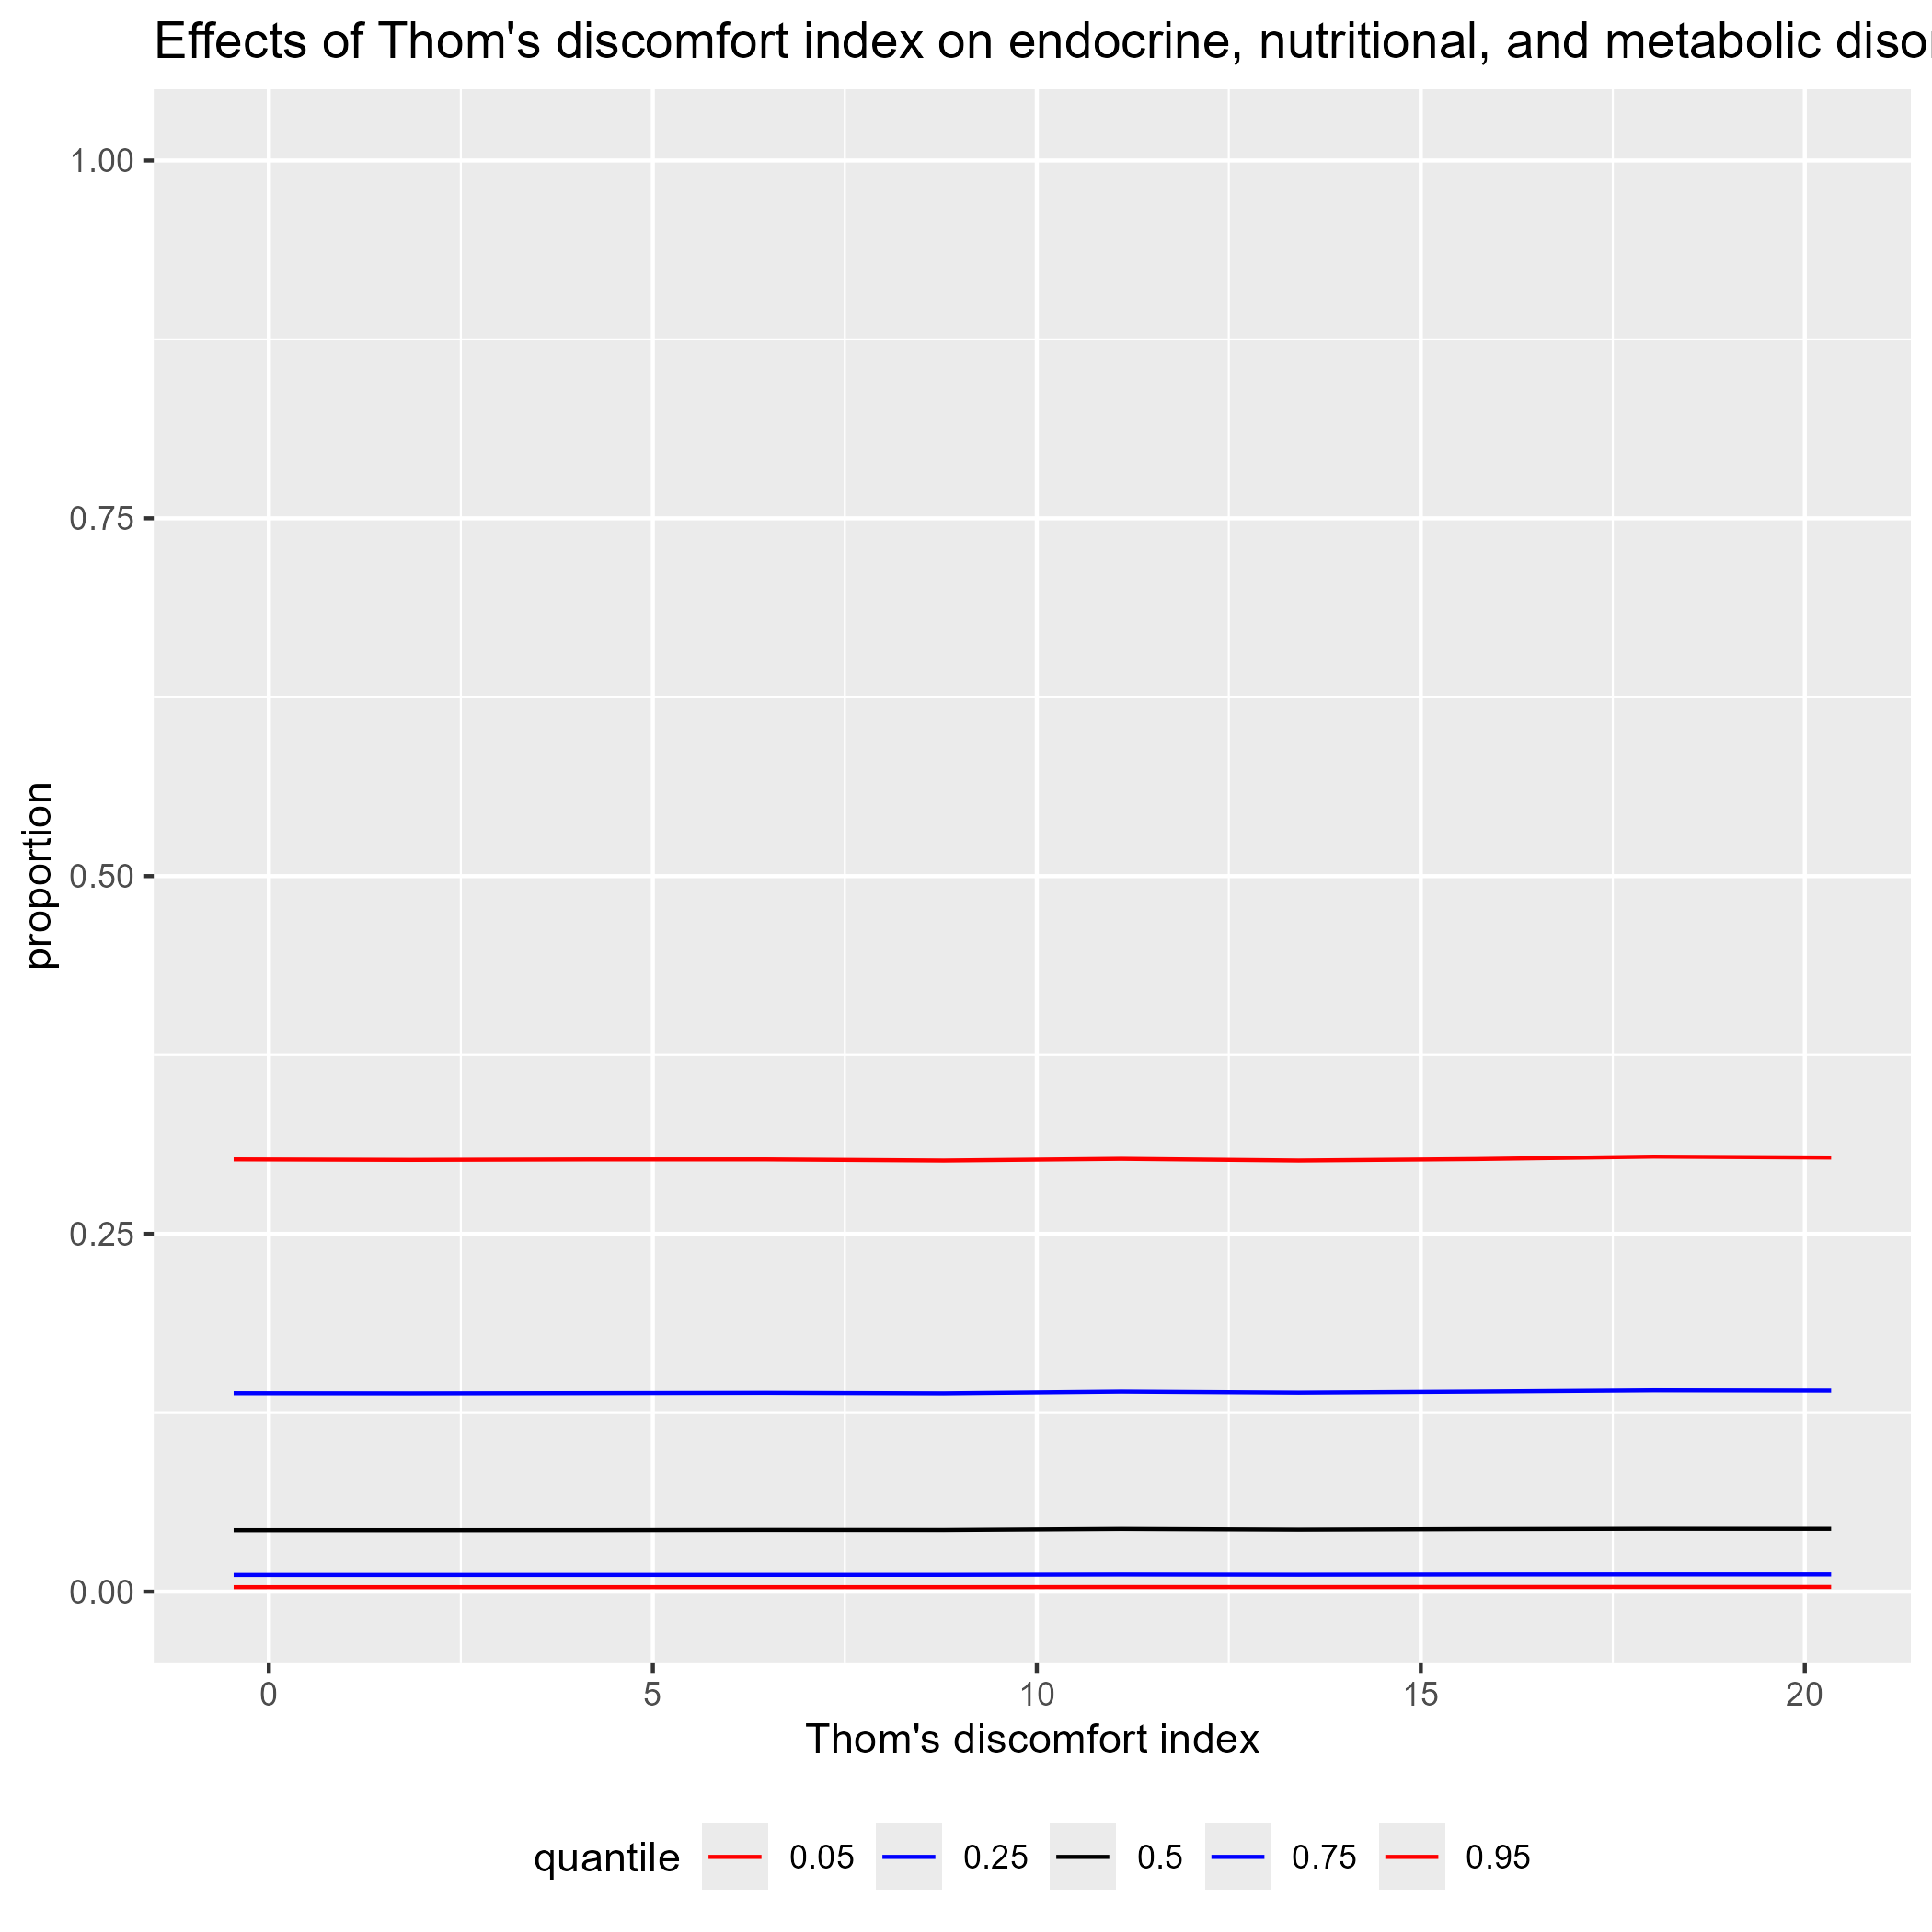 Effects of Thom's discomfort index on endocrine, nutritional, and metabolic
1.00
0.75
0.50
0.25
0.00
proportion
0 5 10 15 20
Thom's discomfort index
quantile 0.05 0.25 0.5 0.75 0.95